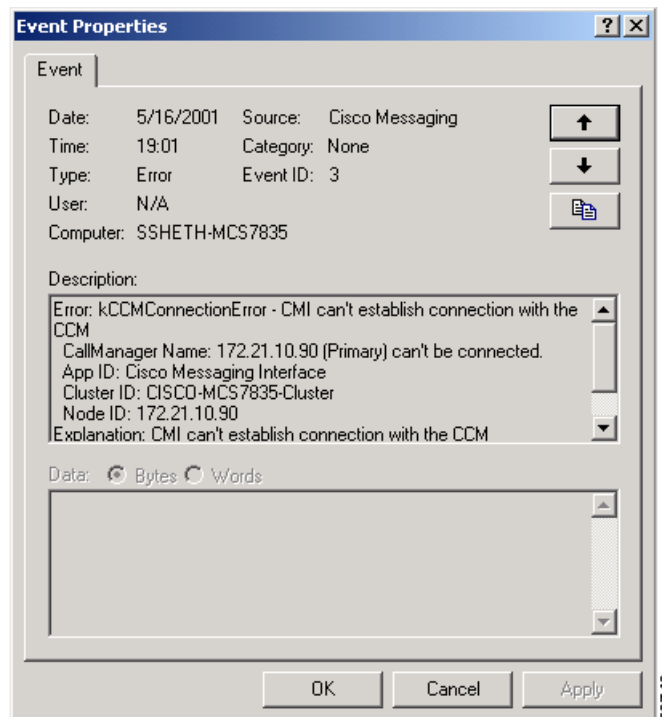 Event Properties
Event
Date: 5/16/2001 Source: Cisco Messaging
Time: 19:01 Category: None
Type: Error Event ID: 3
User: N/A
Computer: SSHETH-MCS7835
Description:
Error: kCCMConnectionError - CMI can't establish connection with the
CCM
CallManager Name: 172.21.10.90 (Primary) can't be connected.
App ID: Cisco Messaging Interface
Cluster ID: CISCO-MCS7835-Cluster
Node ID: 172.21.10.90
Explanation: CMI can't establish connection with the CCM
Data: Bytes Words
OK Cancel Apply